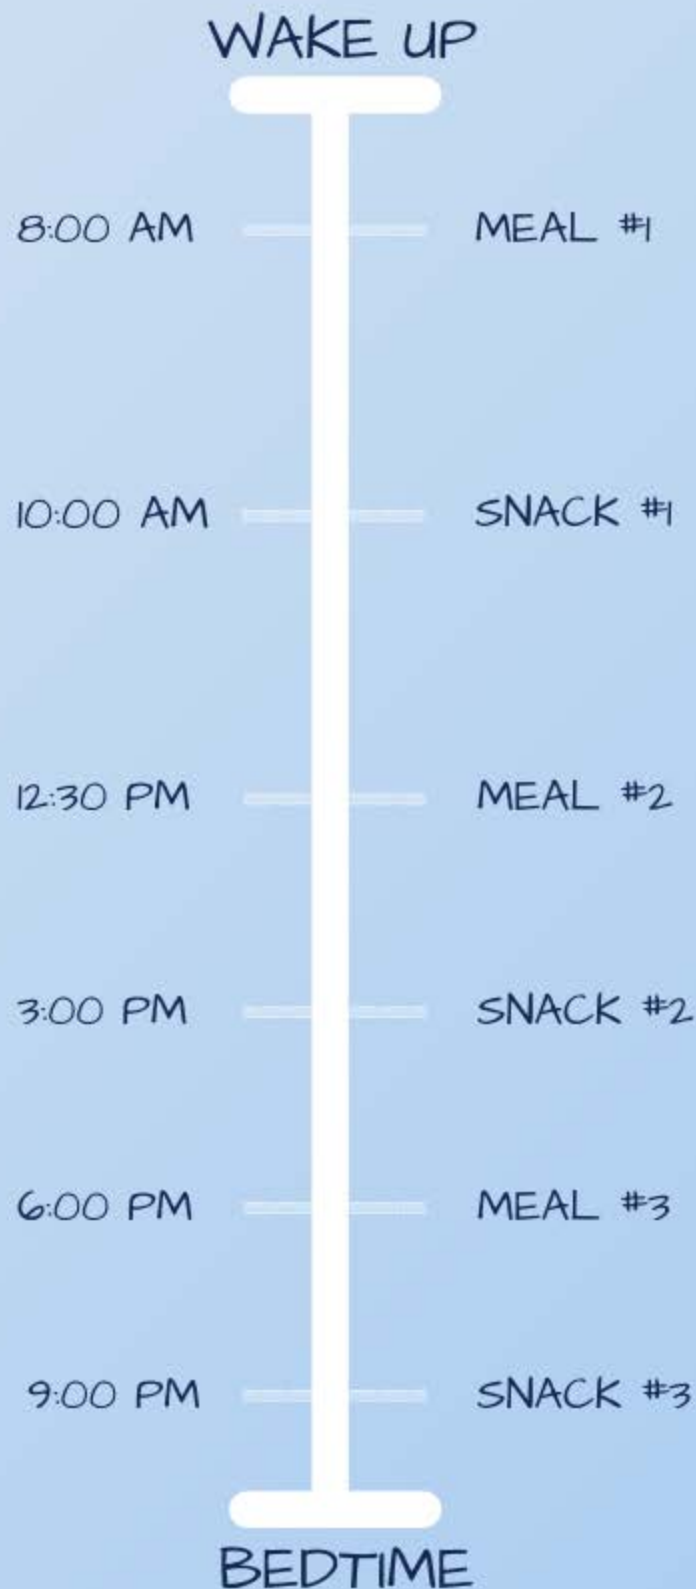 WAKE UP
8:00 AM MEAL #1
10:00 AM SNACK #1
12:30 PM MEAL #2
3:00 PM SNACK #2
6:00 PM MEAL #3
9:00 PM SNACK #3
BEDTIME